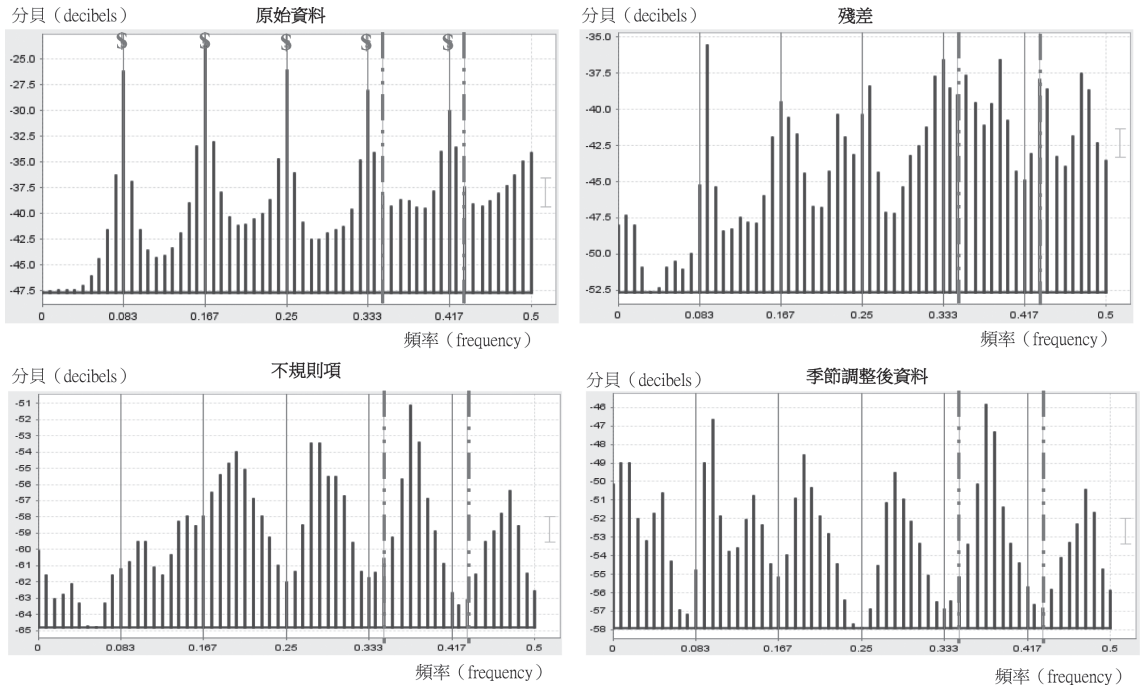 分貝（decibels）
原始資料
$ $ $ $ $
-25.0
-27.5
-30.0
-32.5
-35.0
-37.5
-40.0
-42.5
-45.0
-47.5
0 0.083 0.167 0.25 0.333 0.417 0.5
頻率（frequency）
分貝（decibels）
殘差
-35.0
-37.5
-40.0
-42.5
-45.0
-47.5
-50.0
-52.5
0 0.083 0.167 0.25 0.333 0.417 0.5
頻率（frequency）
分貝（decibels）
不規則項
-51
-52
-53
-54
-55
-56
-57
-58
-59
-60
-61
-62
-63
-64
-65
0 0.083 0.167 0.25 0.333 0.417 0.5
頻率（frequency）
分貝（decibels）
季節調整後資料
-46
-47
-48
-49
-50
-51
-52
-53
-54
-55
-56
-57
-58
0 0.083 0.167 0.25 0.333 0.417 0.5
頻率（frequency）